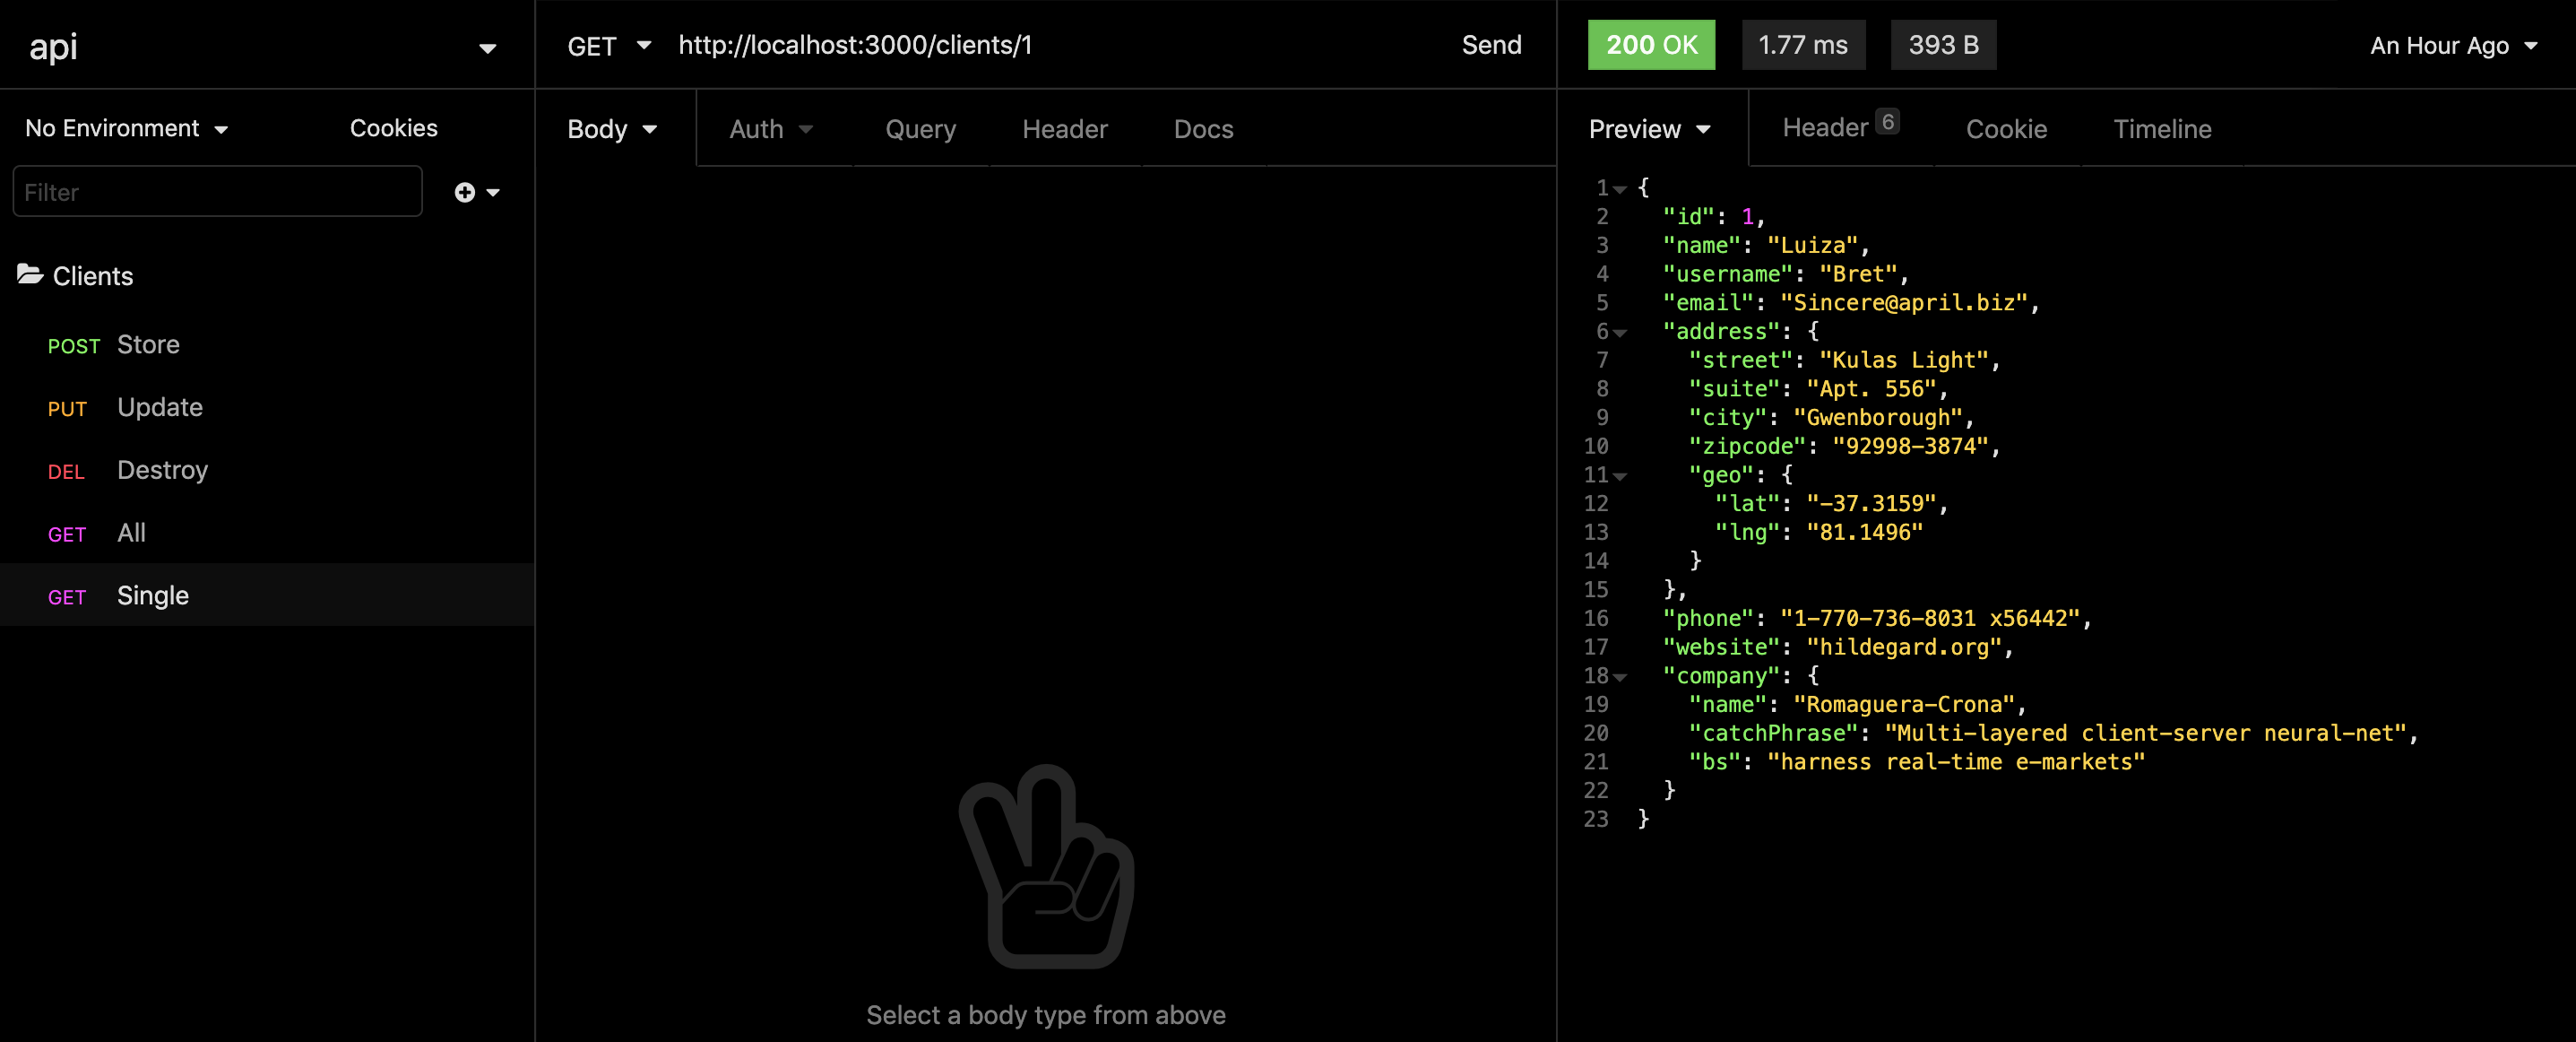 api
No Environment
Cookies
Filter
Clients
POST Store
PUT Update
DEL Destroy
GET All
GET Single
GET http://localhost:3000/clients/1 Send
Body Auth Query Header Docs
Select a body type from above
200 OK 1.77 ms 393 B An Hour Ago
Preview Header 6 Cookie Timeline
1 {
2 "id": 1,
3 "name": "Luiza",
4 "username": "Bret",
5 "email": "Sincere@april.biz",
6 "address": {
7 "street": "Kulas Light",
8 "suite": "Apt. 556",
9 "city": "Gwenborough",
10 "zipcode": "92998-3874",
11 "geo": {
12 "lat": "-37.3159",
13 "lng": "81.1496"
14 }
15 },
16 "phone": "1-770-736-8031 x56442",
17 "website": "hildegard.org",
18 "company": {
19 "name": "Romaguera-Crona",
20 "catchPhrase": "Multi-layered client-server neural-net",
21 "bs": "harness real-time e-markets"
22 }
23 }